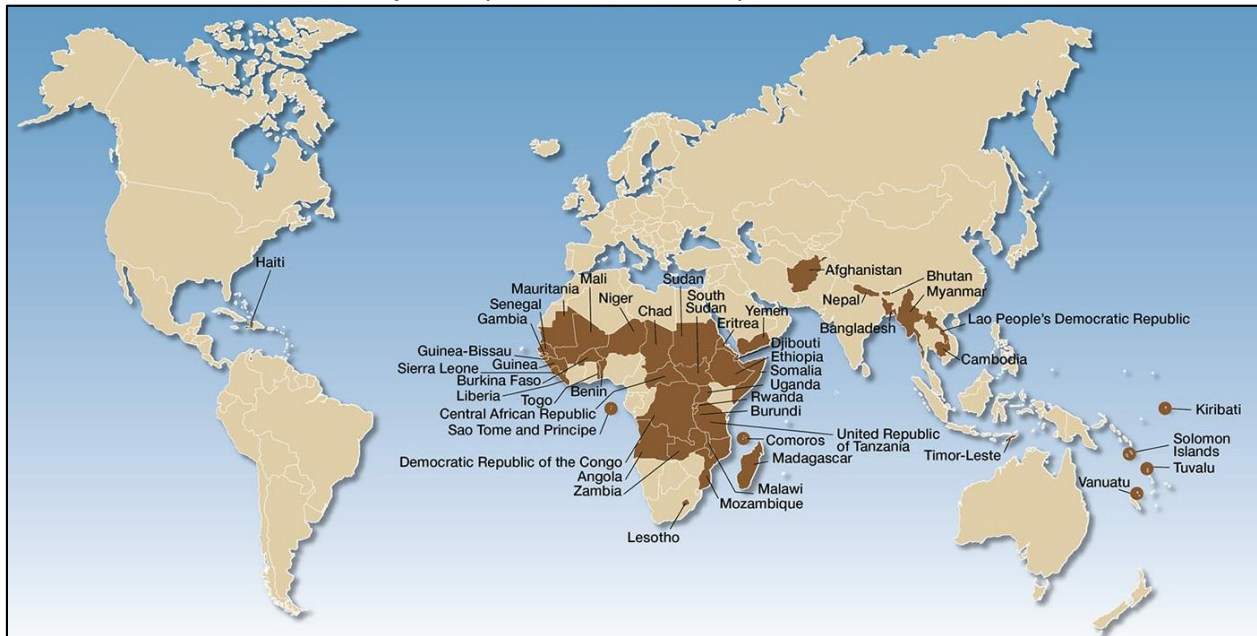 Haiti
Mauritania
Mali
Niger
Chad
Sudan
South
Sudan
Eritrea
Yemen
Senegal
Gambia
Guinea-Bissau
Guinea
Sierra Leone
Burkina Faso
Liberia
Togo
Benin
Central African Republic
Sao Tome and Principe
Democratic Republic of the Congo
Angola
Zambia
Lesotho
Djibouti
Ethiopia
Somalia
Uganda
Rwanda
Burundi
United Republic
of Tanzania
Comoros
Madagascar
Malawi
Mozambique
Afghanistan
Nepal
Bhutan
Myanmar
Bangladesh
Lao People's Democratic Republic
Cambodia
Timor-Leste
Kiribati
Solomon
Islands
Tuvalu
Vanuatu